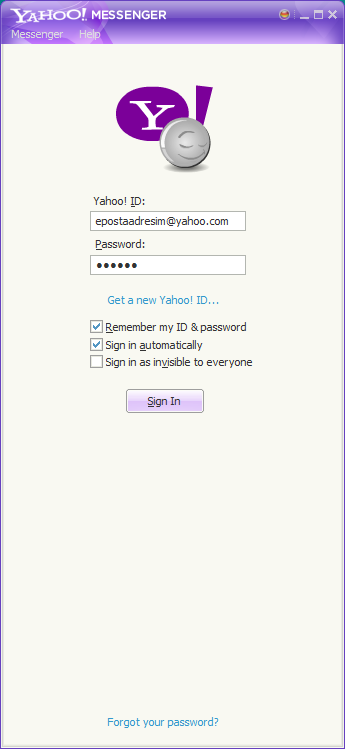 YAHOO! MESSENGER
Messenger Help
Y!
Yahoo! ID:
epostaadresim@yahoo.com
Password:
••••••
Get a new Yahoo! ID...
Remember my ID & password
Sign in automatically
Sign in as invisible to everyone
Sign In
Forgot your password?